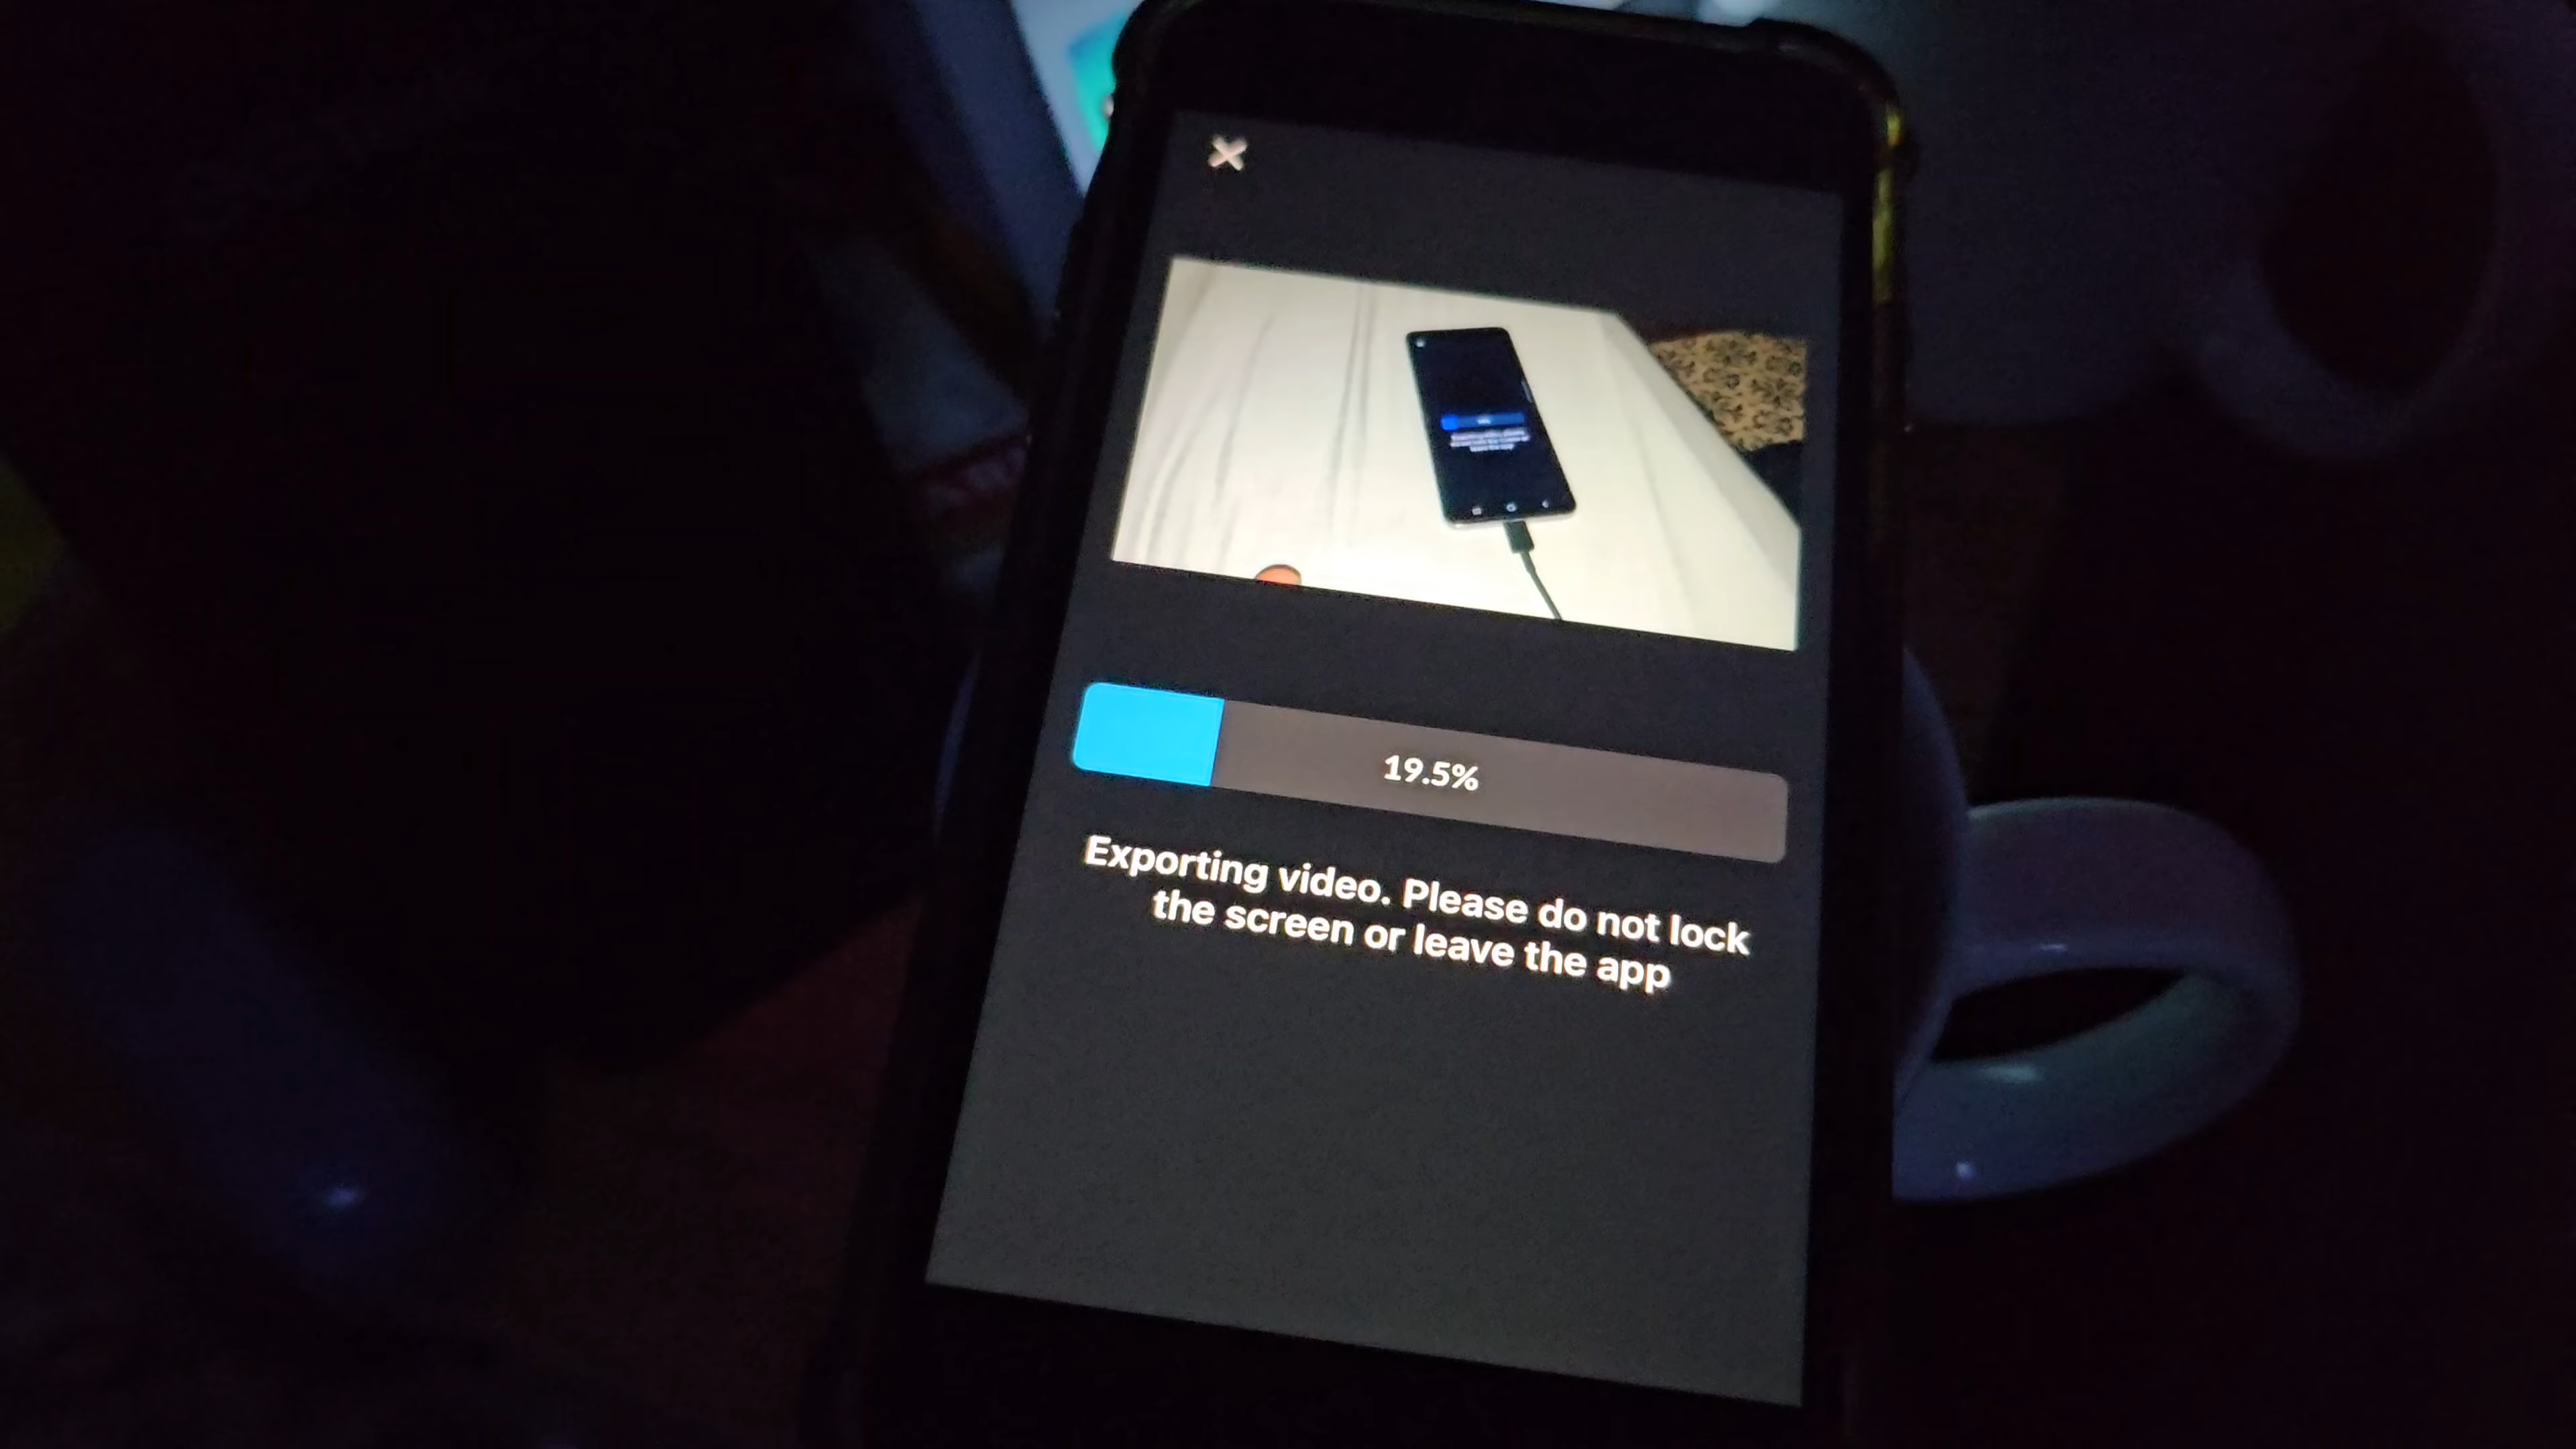 19.5%
Exporting video. Please do not lock
the screen or leave the app